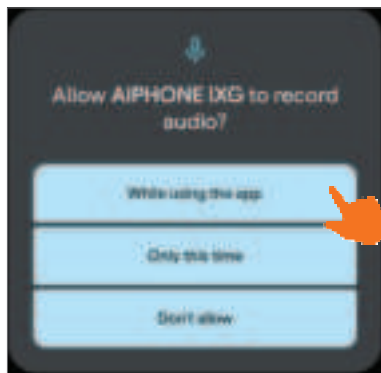 Allow AIPHONE IXG to record
audio?
While using the app
Only this time
Don't allow